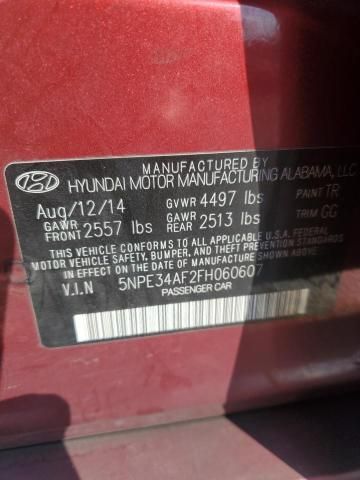 MANUFACTURED BY
HYUNDAI MOTOR MANUFACTURING ALABAMA, LLC
Aug/12/14 GVWR 4497 lbs PAINT TR
GAWR FRONT 2557 lbs GAWR REAR 2513 lbs TRIM GG
THIS VEHICLE CONFORMS TO ALL APPLICABLE U.S.A. FEDERAL
MOTOR VEHICLE SAFETY, BUMPER, AND THEFT PREVENTION STANDARDS
IN EFFECT ON THE DATE OF MANUFACTURE SHOWN ABOVE.
V.I.N 5NPE34AF2FH060607
PASSENGER CAR